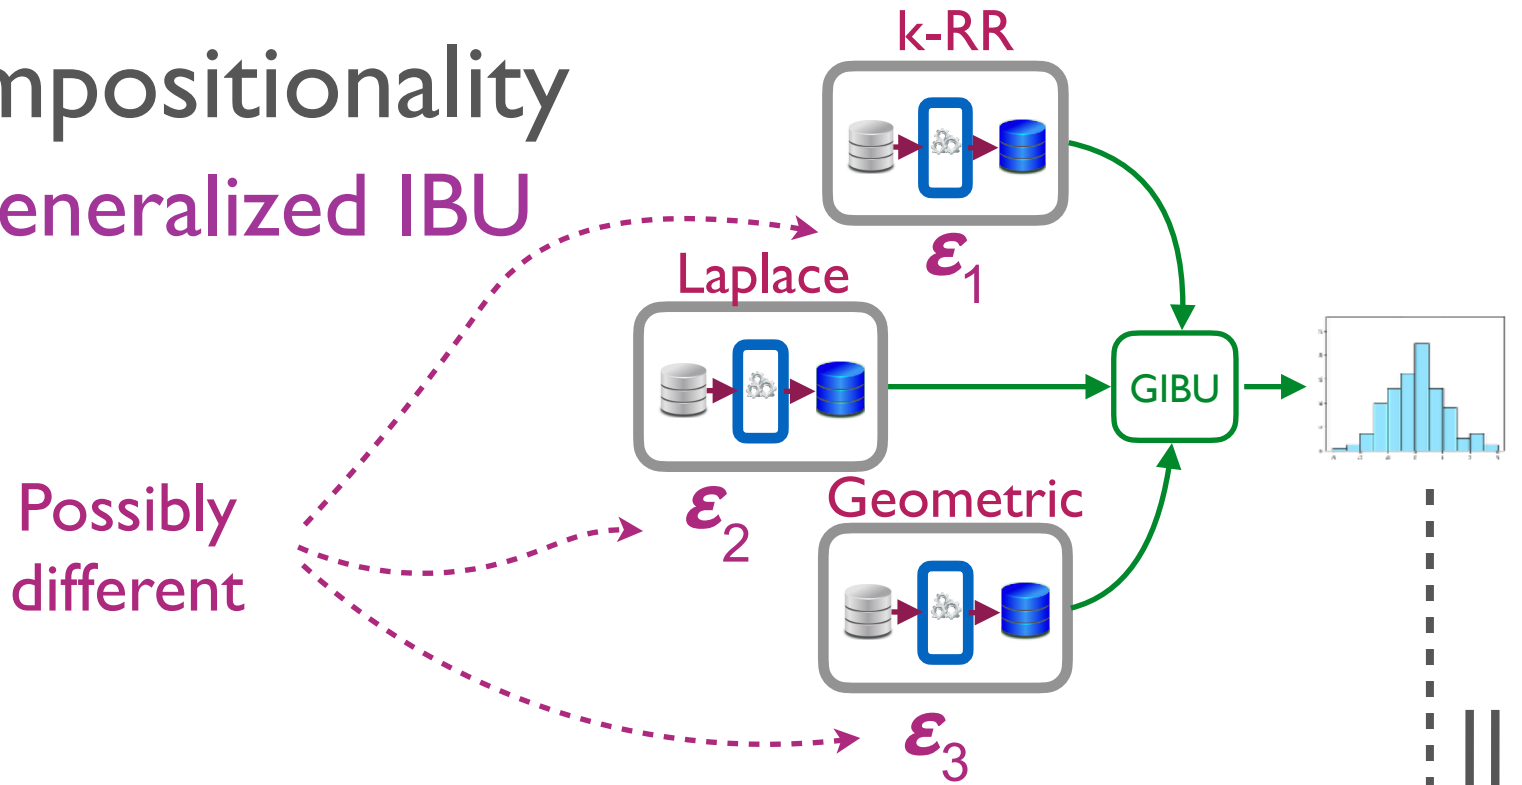 k-RR
mpositionality
eneralized IBU
ε1
Laplace
GIBU
ε2
Geometric
Possibly
different
ε3